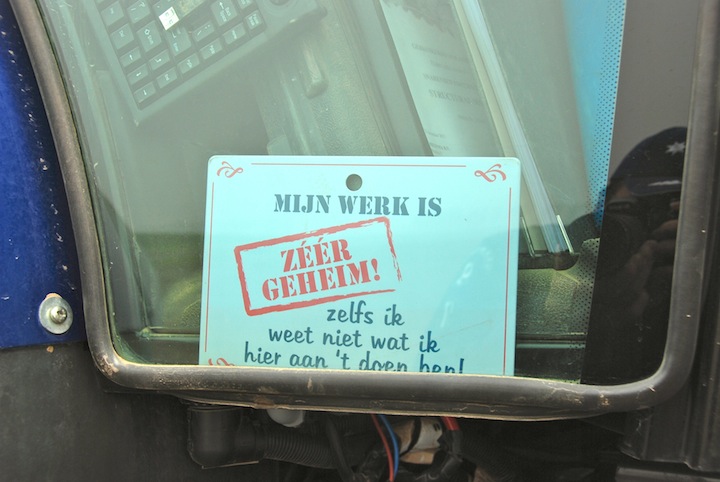 MIJN WERK IS
ZÉÉR
GEHEIM!
zelfs ik
weet niet wat ik
hier aan 't doen ben!